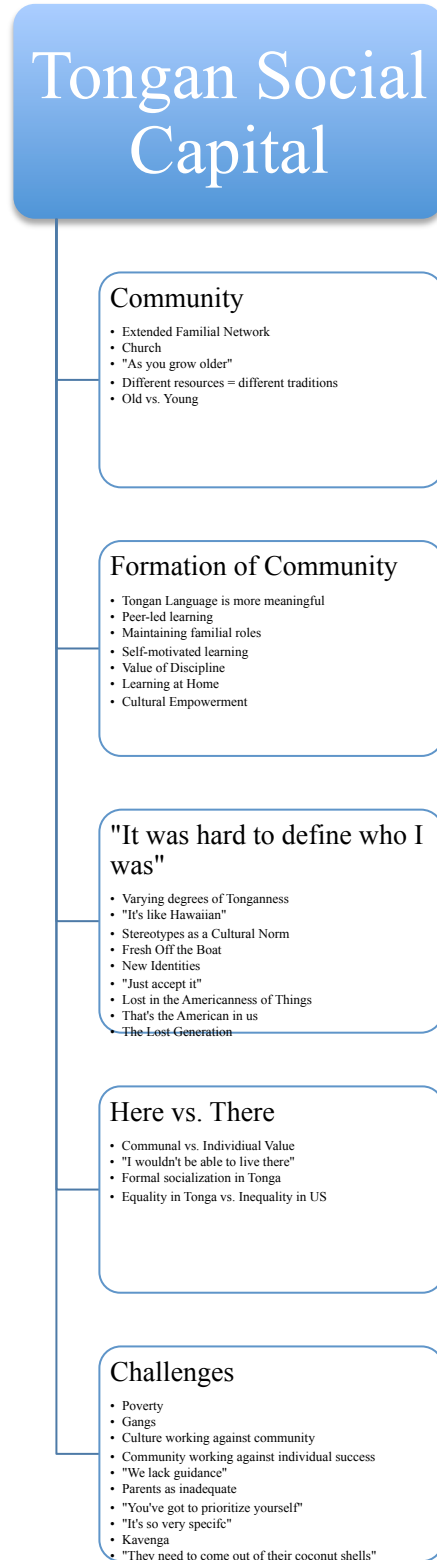 Tongan Social
Capital
Community
• Extended Familial Network
• Church
• "As you grow older"
• Different resources = different traditions
• Old vs. Young
Formation of Community
• Tongan Language is more meaningful
• Peer-led learning
• Maintaining familial roles
• Self-motivated learning
• Value of Discipline
• Learning at Home
• Cultural Empowerment
"It was hard to define who I
was"
• Varying degrees of Tonganness
• "It's like Hawaiian"
• Stereotypes as a Cultural Norm
• Fresh Off the Boat
• New Identities
• "Just accept it"
• Lost in the Americanness of Things
• That's the American in us
• The Lost Generation
Here vs. There
• Communal vs. Individiual Value
• "I wouldn't be able to live there"
• Formal socialization in Tonga
• Equality in Tonga vs. Inequality in US
Challenges
• Poverty
• Gangs
• Culture working against community
• Community working against individual success
• "We lack guidance"
• Parents as inadequate
• "You've got to prioritize yourself"
• "It's so very specifc"
• Kavenga
• "They need to come out of their coconut shells"